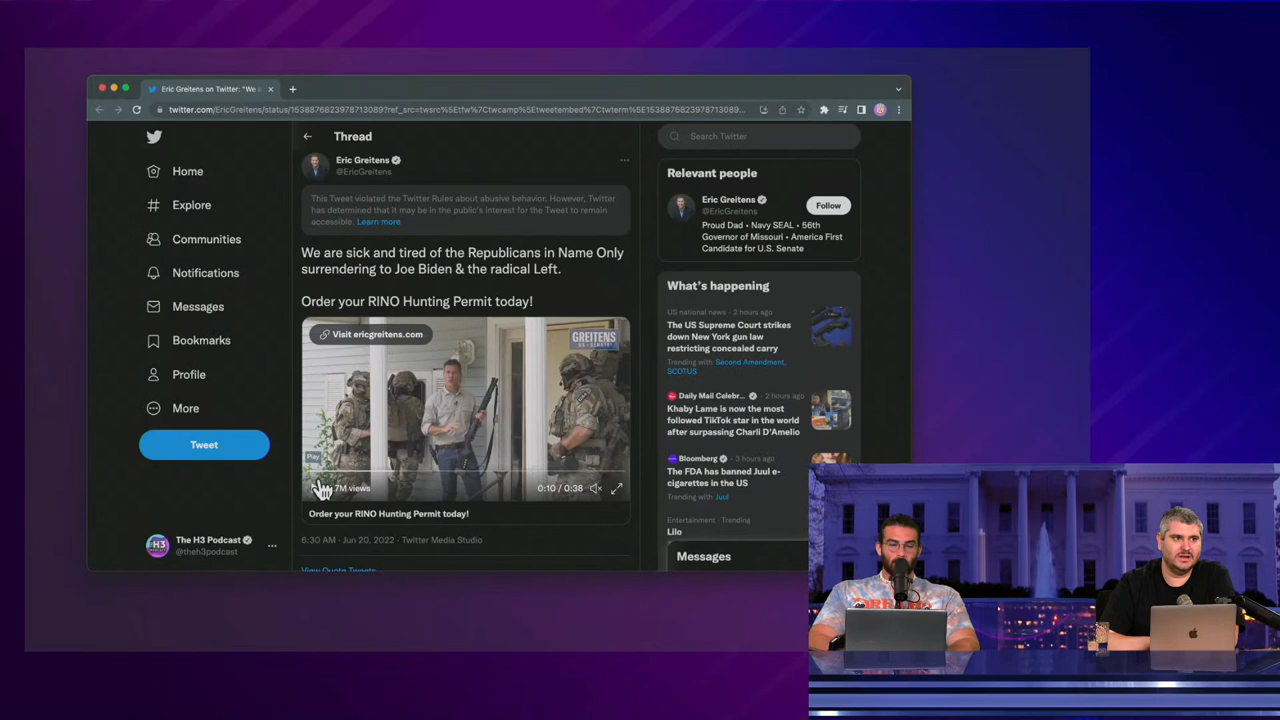 Eric Greitens on Twitter: "We a
twitter.com/EricGreitens/status/1538876823978713089?ref_src=twsrc%5Etfw%7Ctwcamp%5Etweetembed%7Ctwterm%5E1538876823978713089...
Home
Explore
Communities
Notifications
Messages
Bookmarks
Profile
More
Tweet
The H3 Podcast
@theh3podcast
Thread
Eric Greitens
@EricGreitens
This Tweet violated the Twitter Rules about abusive behavior. However, Twitter
has determined that it may be in the public's interest for the Tweet to remain
accessible. Learn more
We are sick and tired of the Republicans in Name Only
surrendering to Joe Biden & the radical Left.
Order your RINO Hunting Permit today!
Visit ericgreitens.com
GREITENS
US SENATE
Play
7M views
0:10 / 0:38
Order your RINO Hunting Permit today!
6:30 AM · Jun 20, 2022 · Twitter Media Studio
View Quote Tweets
Search Twitter
Relevant people
Eric Greitens
@EricGreitens
Follow
Proud Dad • Navy SEAL • 56th
Governor of Missouri • America First
Candidate for U.S. Senate
What's happening
US national news · 2 hours ago
The US Supreme Court strikes
down New York gun law
restricting concealed carry
Trending with Second Amendment,
SCOTUS
Daily Mail Celebr... · 2 hours ago
Khaby Lame is now the most
followed TikTok star in the world
after surpassing Charli D'Amelio
Bloomberg · 3 hours ago
The FDA has banned Juul e-
cigarettes in the US
Trending with Juul
Entertainment · Trending
Lilo
Messages